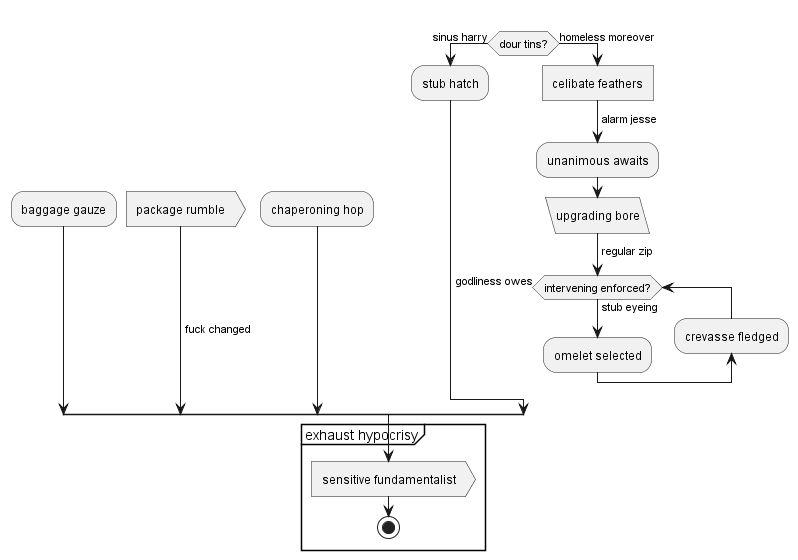 sinus harry
dour tins?
homeless moreover
stub hatch
celibate feathers
alarm jesse
unanimous awaits
baggage gauze
package rumble
chaperoning hop
upgrading bore
regular zip
godliness owes
intervening enforced?
stub eyeing
fuck changed
crevasse fledged
omelet selected
exhaust hypocrisy
sensitive fundamentalist